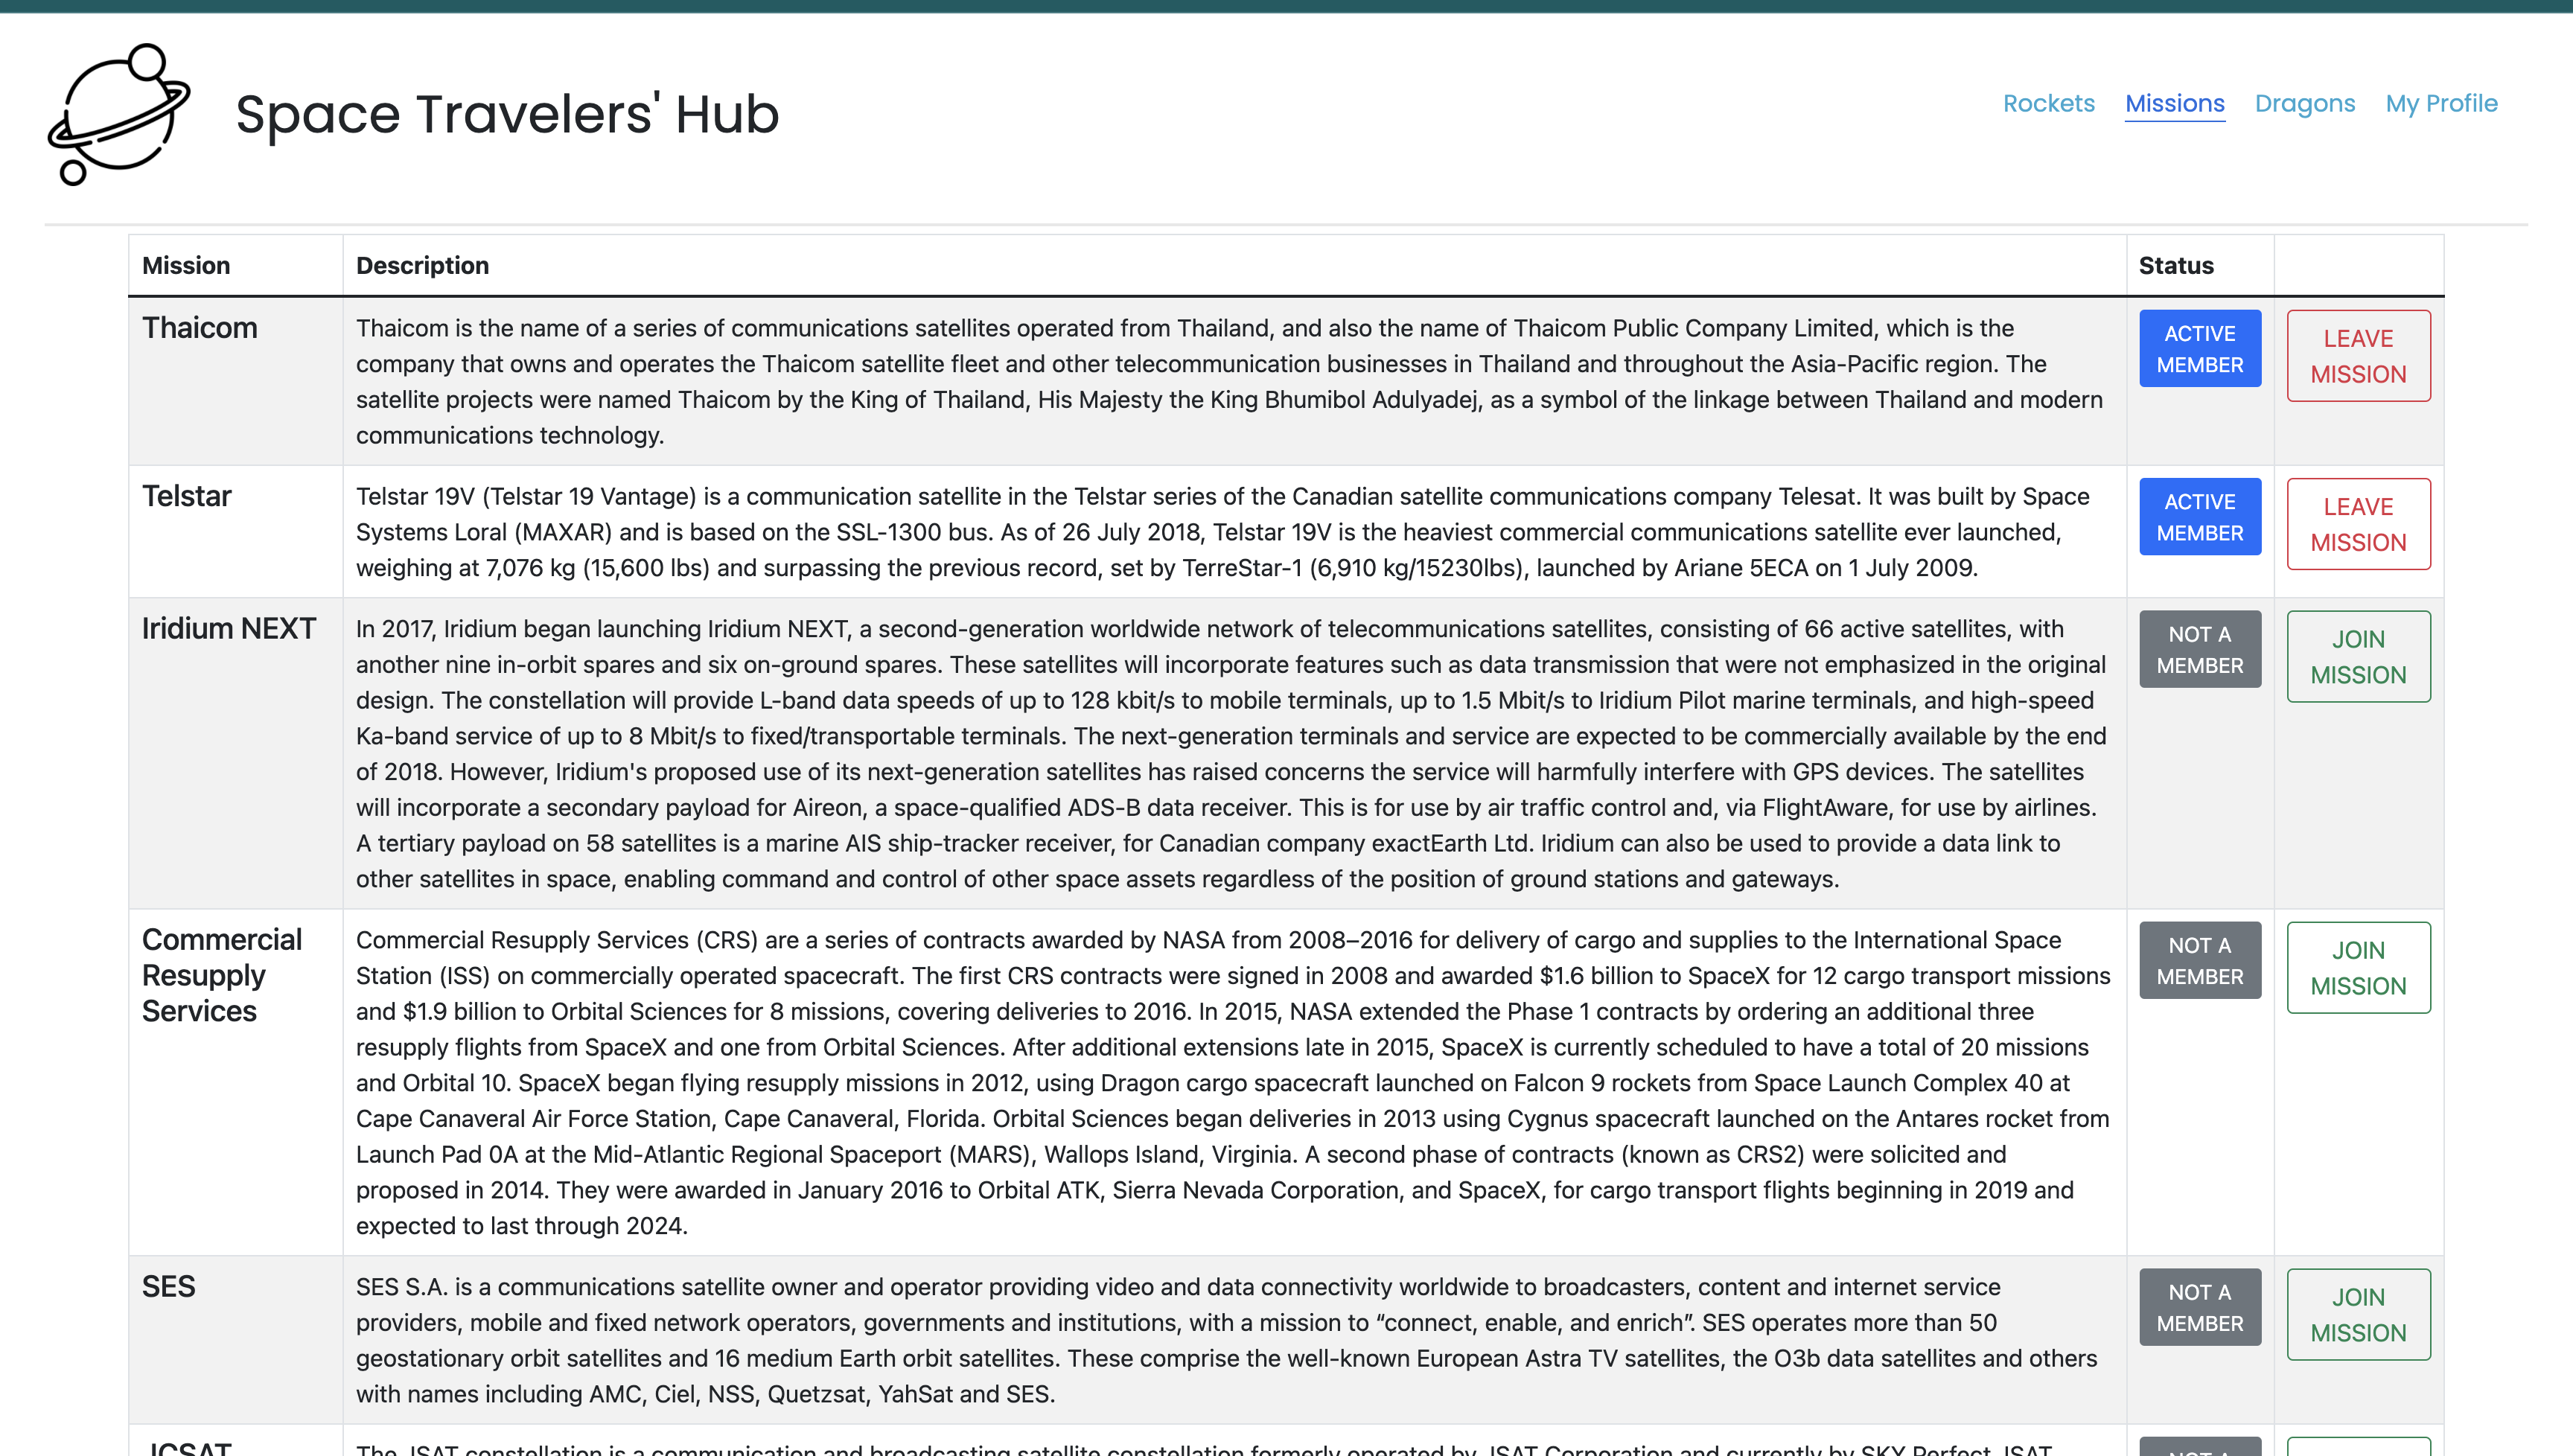 Space Travelers' Hub
Rockets Missions Dragons My Profile
Mission Description Status
Thaicom
Thaicom is the name of a series of communications satellites operated from Thailand, and also the name of Thaicom Public Company Limited, which is the
company that owns and operates the Thaicom satellite fleet and other telecommunication businesses in Thailand and throughout the Asia-Pacific region. The
satellite projects were named Thaicom by the King of Thailand, His Majesty the King Bhumibol Adulyadej, as a symbol of the linkage between Thailand and modern
communications technology.
ACTIVE
MEMBER
LEAVE
MISSION
Telstar
Telstar 19V (Telstar 19 Vantage) is a communication satellite in the Telstar series of the Canadian satellite communications company Telesat. It was built by Space
Systems Loral (MAXAR) and is based on the SSL-1300 bus. As of 26 July 2018, Telstar 19V is the heaviest commercial communications satellite ever launched,
weighing at 7,076 kg (15,600 lbs) and surpassing the previous record, set by TerreStar-1 (6,910 kg/15230lbs), launched by Ariane 5ECA on 1 July 2009.
ACTIVE
MEMBER
LEAVE
MISSION
Iridium NEXT
In 2017, Iridium began launching Iridium NEXT, a second-generation worldwide network of telecommunications satellites, consisting of 66 active satellites, with
another nine in-orbit spares and six on-ground spares. These satellites will incorporate features such as data transmission that were not emphasized in the original
design. The constellation will provide L-band data speeds of up to 128 kbit/s to mobile terminals, up to 1.5 Mbit/s to Iridium Pilot marine terminals, and high-speed
Ka-band service of up to 8 Mbit/s to fixed/transportable terminals. The next-generation terminals and service are expected to be commercially available by the end
of 2018. However, Iridium's proposed use of its next-generation satellites has raised concerns the service will harmfully interfere with GPS devices. The satellites
will incorporate a secondary payload for Aireon, a space-qualified ADS-B data receiver. This is for use by air traffic control and, via FlightAware, for use by airlines.
A tertiary payload on 58 satellites is a marine AIS ship-tracker receiver, for Canadian company exactEarth Ltd. Iridium can also be used to provide a data link to
other satellites in space, enabling command and control of other space assets regardless of the position of ground stations and gateways.
NOT A
MEMBER
JOIN
MISSION
Commercial
Resupply
Services
Commercial Resupply Services (CRS) are a series of contracts awarded by NASA from 2008–2016 for delivery of cargo and supplies to the International Space
Station (ISS) on commercially operated spacecraft. The first CRS contracts were signed in 2008 and awarded $1.6 billion to SpaceX for 12 cargo transport missions
and $1.9 billion to Orbital Sciences for 8 missions, covering deliveries to 2016. In 2015, NASA extended the Phase 1 contracts by ordering an additional three
resupply flights from SpaceX and one from Orbital Sciences. After additional extensions late in 2015, SpaceX is currently scheduled to have a total of 20 missions
and Orbital 10. SpaceX began flying resupply missions in 2012, using Dragon cargo spacecraft launched on Falcon 9 rockets from Space Launch Complex 40 at
Cape Canaveral Air Force Station, Cape Canaveral, Florida. Orbital Sciences began deliveries in 2013 using Cygnus spacecraft launched on the Antares rocket from
Launch Pad 0A at the Mid-Atlantic Regional Spaceport (MARS), Wallops Island, Virginia. A second phase of contracts (known as CRS2) were solicited and
proposed in 2014. They were awarded in January 2016 to Orbital ATK, Sierra Nevada Corporation, and SpaceX, for cargo transport flights beginning in 2019 and
expected to last through 2024.
NOT A
MEMBER
JOIN
MISSION
SES
SES S.A. is a communications satellite owner and operator providing video and data connectivity worldwide to broadcasters, content and internet service
providers, mobile and fixed network operators, governments and institutions, with a mission to “connect, enable, and enrich”. SES operates more than 50
geostationary orbit satellites and 16 medium Earth orbit satellites. These comprise the well-known European Astra TV satellites, the O3b data satellites and others
with names including AMC, Ciel, NSS, Quetzsat, YahSat and SES.
NOT A
MEMBER
JOIN
MISSION
JCSAT
The JSAT constellation is a communication and broadcasting satellite constellation formerly operated by JSAT Corporation and currently by SKY Perfect JSAT
NOT A